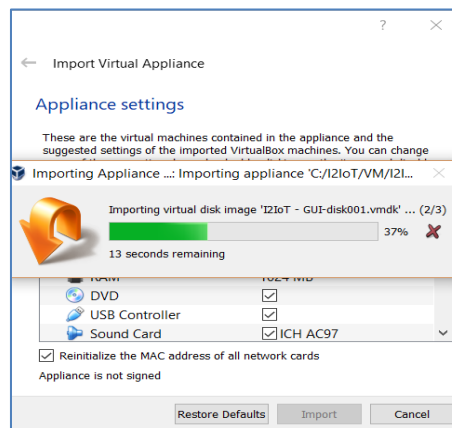 ?
Import Virtual Appliance
Appliance settings
These are the virtual machines contained in the appliance and the
suggested settings of the imported VirtualBox machines. You can change
Importing Appliance ...: Importing appliance 'C:/I2IoT/VM/I2I...
Importing virtual disk image 'I2IoT - GUI-disk001.vmdk' ... (2/3)
37%
13 seconds remaining
RAM 1024 MB
DVD
USB Controller
Sound Card ICH AC97
Reinitialize the MAC address of all network cards
Appliance is not signed
Restore Defaults Import Cancel